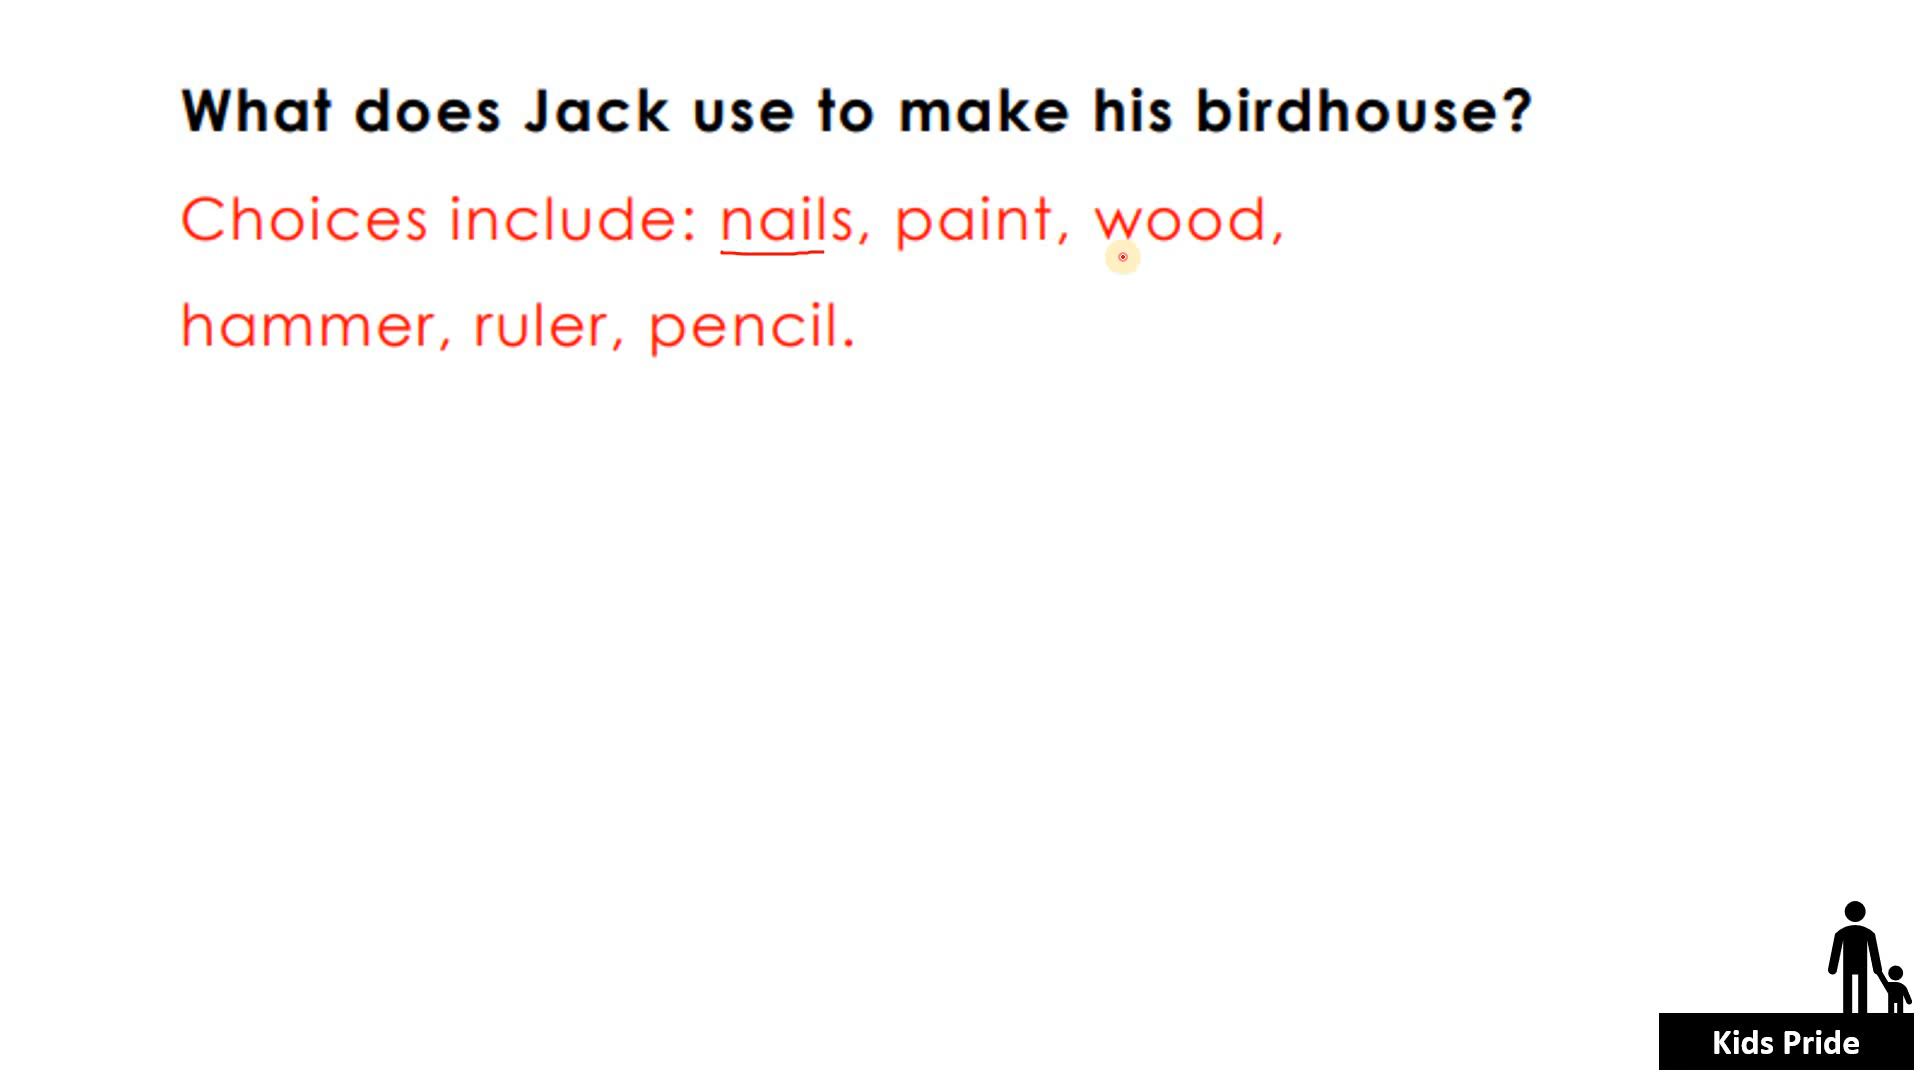 What does Jack use to make his birdhouse?
Choices include: nails, paint, wood,
hammer, ruler, pencil.
Kids Pride